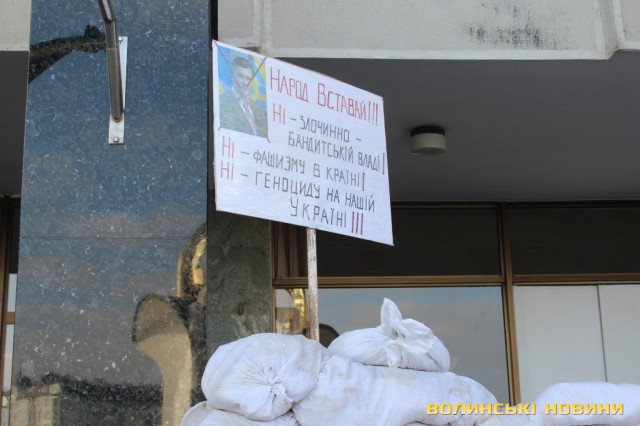 Народ Вставай!!!
Ні – злочинно –
бандитській владі!
Ні – фашизму в країні!
Ні – геноциду на нашій
Україні!!!
ВОЛИНСЬКІ НОВИНИ